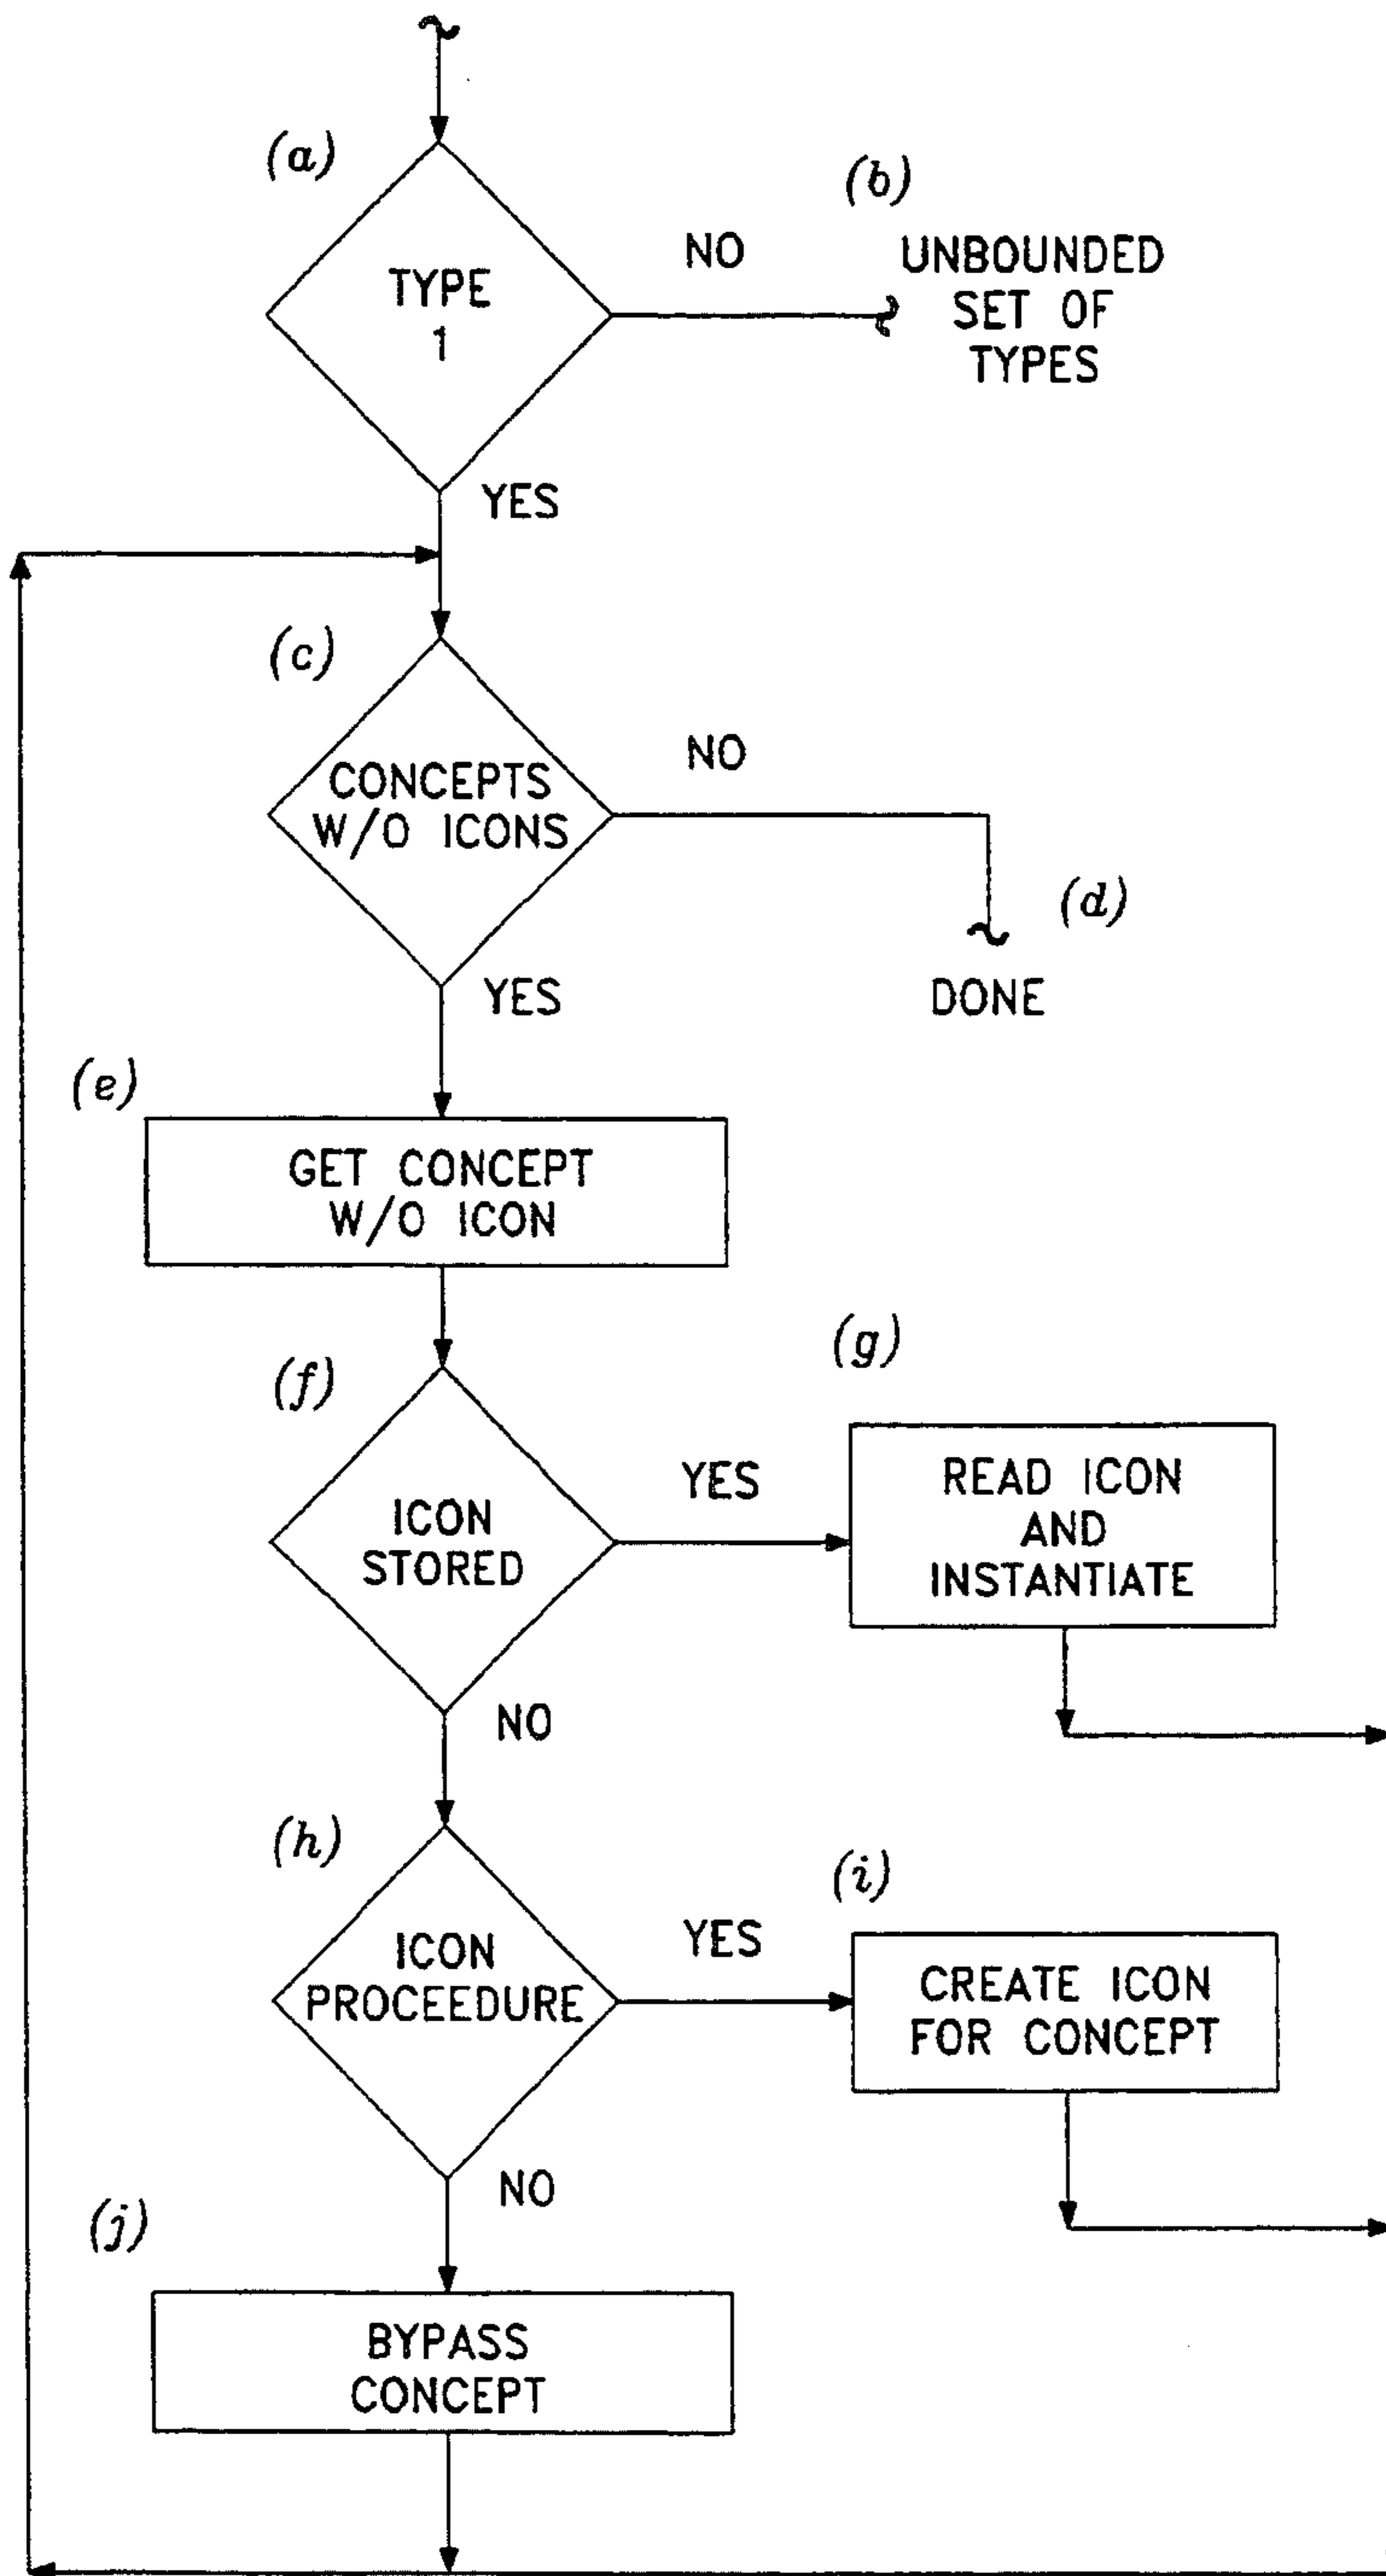 (a)
TYPE
1
NO
(b)
UNBOUNDED
SET OF
TYPES
YES
(c)
CONCEPTS
W/O ICONS
NO
(d)
DONE
YES
(e)
GET CONCEPT
W/O ICON
(f)
ICON
STORED
YES
(g)
READ ICON
AND
INSTANTIATE
NO
(h)
ICON
PROCEEDURE
YES
(i)
CREATE ICON
FOR CONCEPT
NO
(j)
BYPASS
CONCEPT